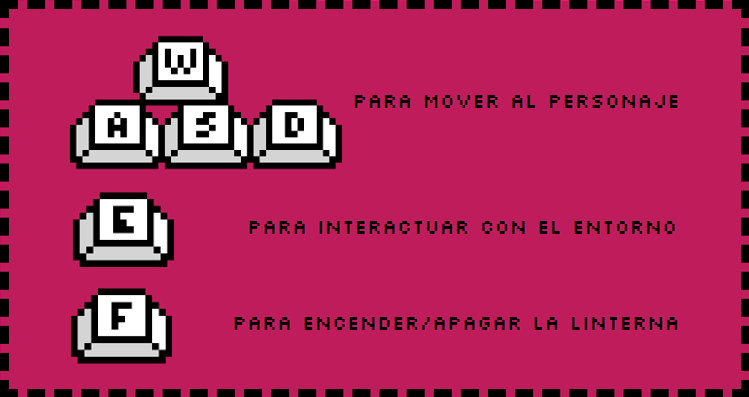 W
A S D PARA MOVER AL PERSONAJE
E PARA INTERACTUAR CON EL ENTORNO
F PARA ENCENDER/APAGAR LA LINTERNA